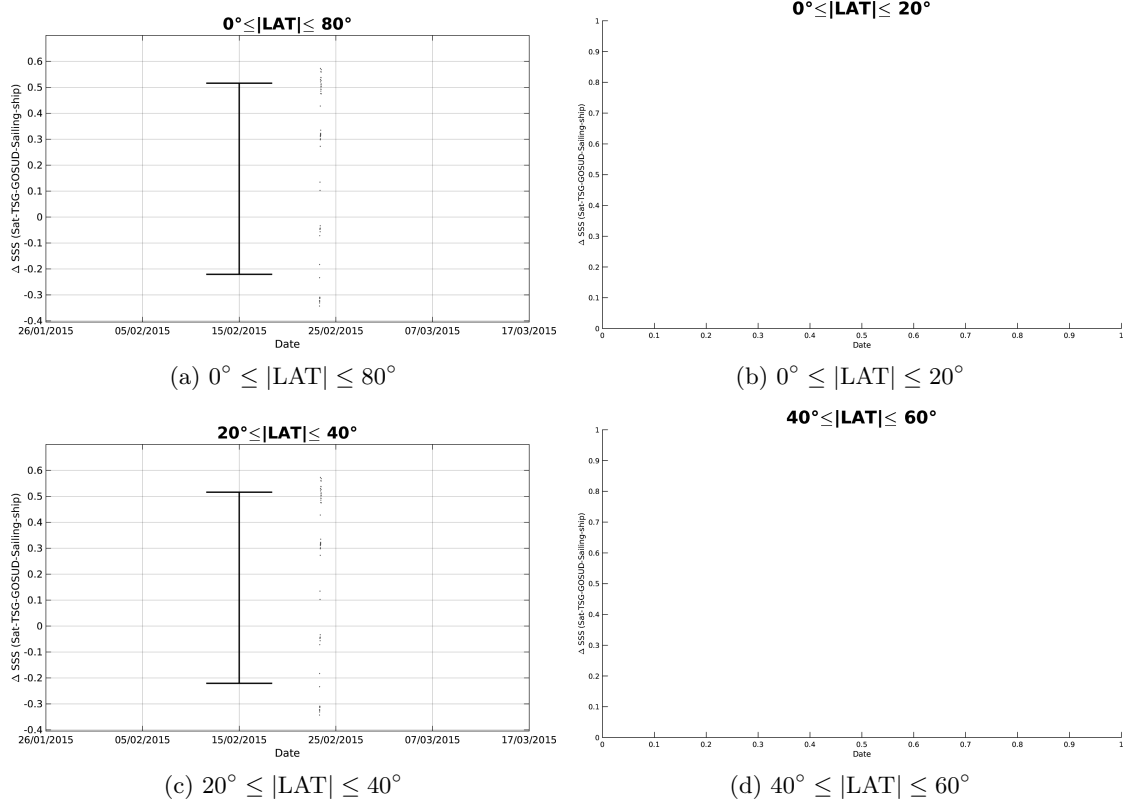 0°≤|LAT|≤ 80°
Δ SSS (Sat-TSG-GOSUD-Sailing-ship)
0.6
0.5
0.4
0.3
0.2
0.1
0
-0.1
-0.2
-0.3
-0.4
26/01/2015 05/02/2015 15/02/2015 25/02/2015 07/03/2015 17/03/2015
Date
(a) 0° ≤ |LAT| ≤ 80°
0°≤|LAT|≤ 20°
Δ SSS (Sat-TSG-GOSUD-Sailing-ship)
1
0.9
0.8
0.7
0.6
0.5
0.4
0.3
0.2
0.1
0
0 0.1 0.2 0.3 0.4 0.5 0.6 0.7 0.8 0.9 1
Date
(b) 0° ≤ |LAT| ≤ 20°
20°≤|LAT|≤ 40°
Δ SSS (Sat-TSG-GOSUD-Sailing-ship)
0.6
0.5
0.4
0.3
0.2
0.1
0
-0.1
-0.2
-0.3
-0.4
26/01/2015 05/02/2015 15/02/2015 25/02/2015 07/03/2015 17/03/2015
Date
(c) 20° ≤ |LAT| ≤ 40°
40°≤|LAT|≤ 60°
Δ SSS (Sat-TSG-GOSUD-Sailing-ship)
1
0.9
0.8
0.7
0.6
0.5
0.4
0.3
0.2
0.1
0
0 0.1 0.2 0.3 0.4 0.5 0.6 0.7 0.8 0.9 1
Date
(d) 40° ≤ |LAT| ≤ 60°